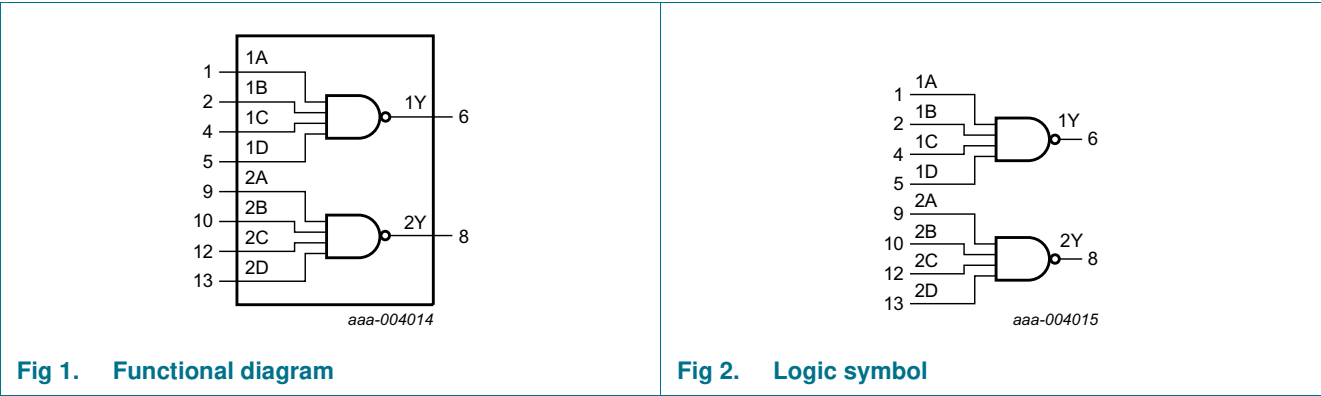 1A
1
1B
2
1C
4
1D
5
1Y
6
2A
9
2B
10
2C
12
2D
13
2Y
8
aaa-004014
Fig 1. Functional diagram
1A
1
1B
2
1C
4
1D
5
1Y
6
2A
9
2B
10
2C
12
2D
13
2Y
8
aaa-004015
Fig 2. Logic symbol